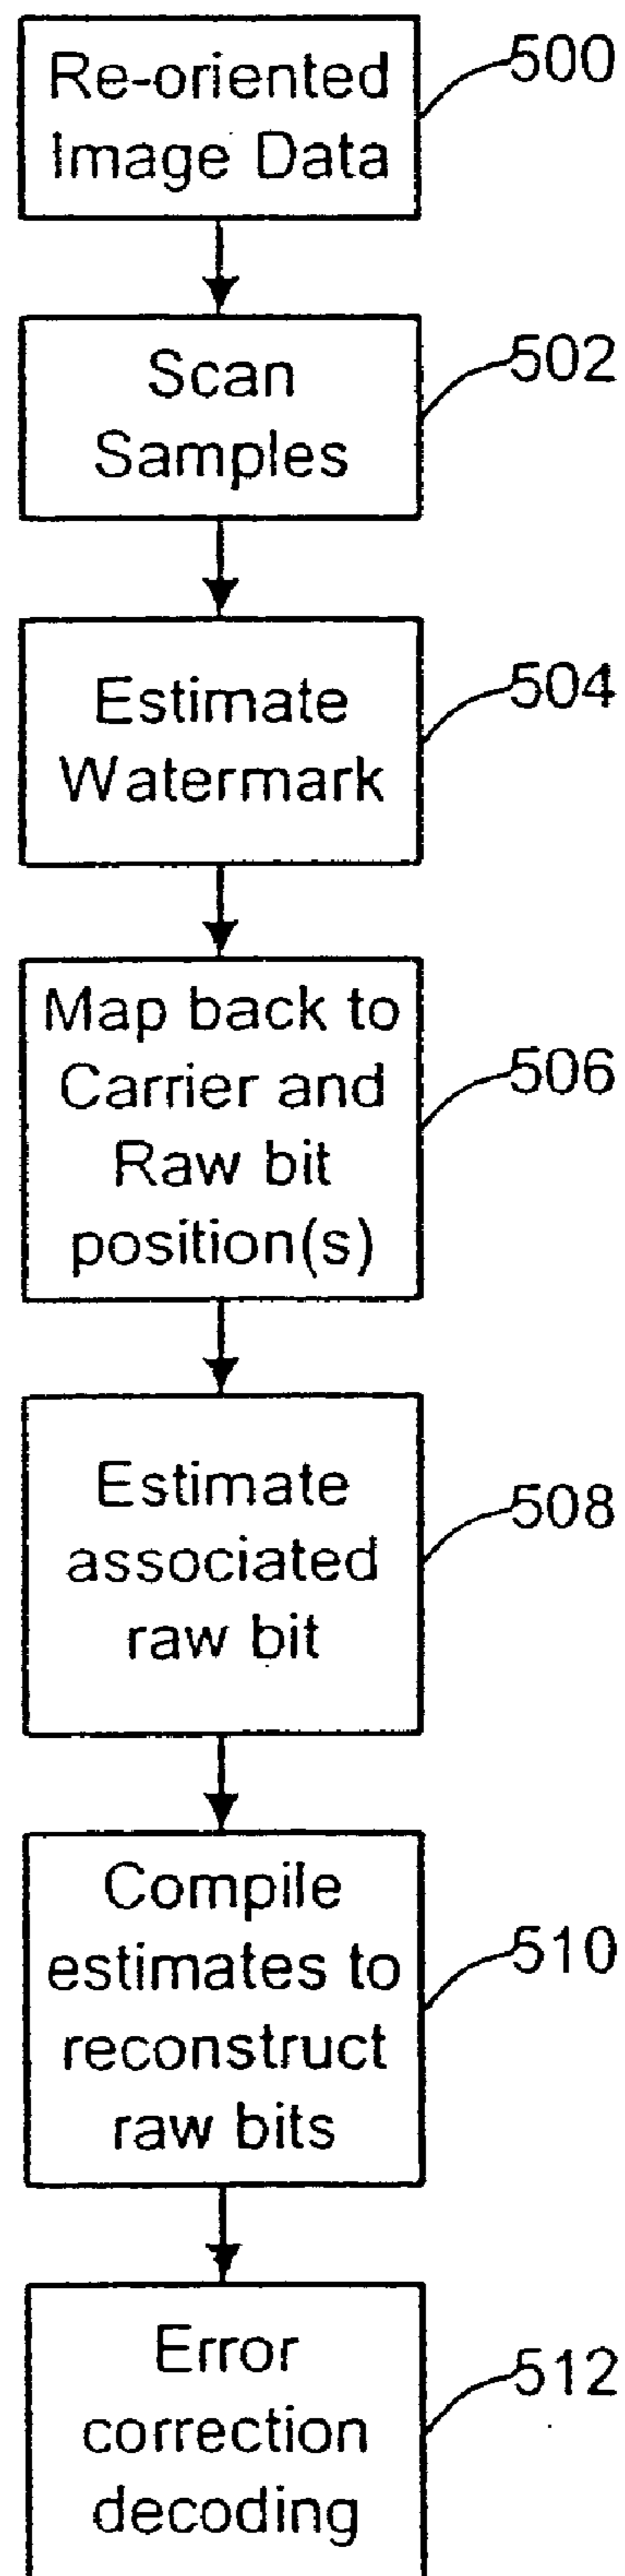 Re-oriented
Image Data
500
Scan
Samples
502
Estimate
Watermark
504
Map back to
Carrier and
Raw bit
position(s)
506
Estimate
associated
raw bit
508
Compile
estimates to
reconstruct
raw bits
510
Error
correction
decoding
512